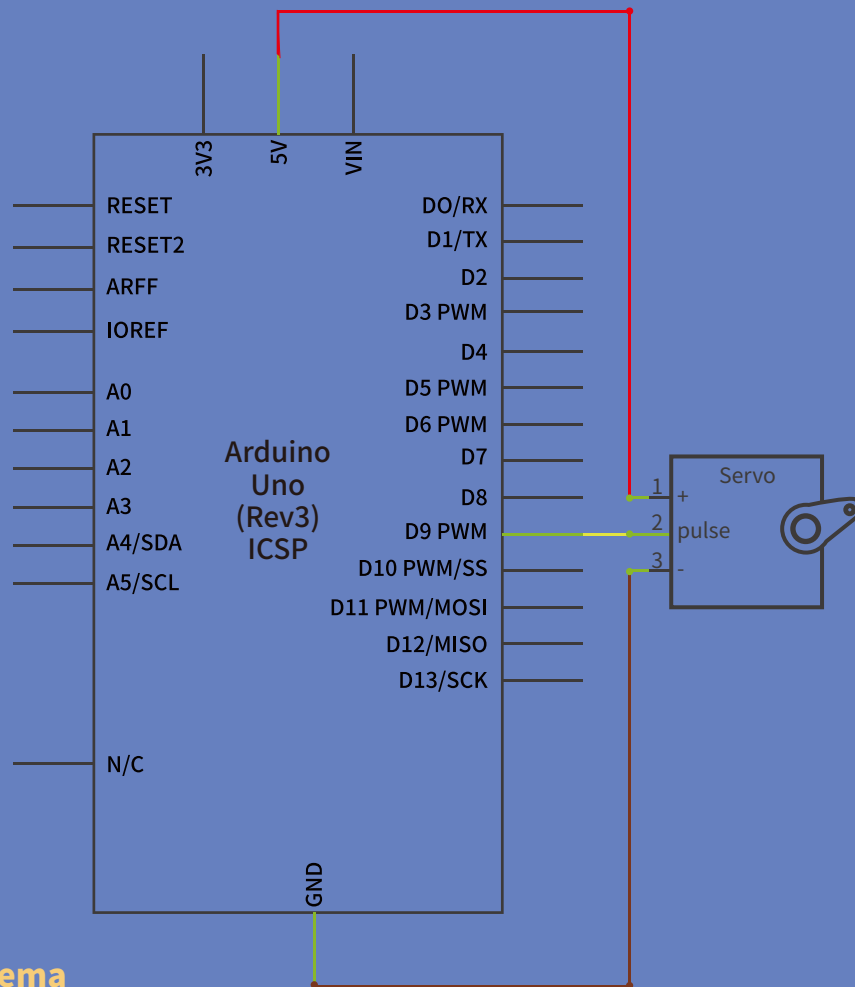 3V3
5V
VIN
RESET
RESET2
ARFF
IOREF
A0
A1
A2
A3
A4/SDA
A5/SCL
N/C
Arduino
Uno
(Rev3)
ICSP
DO/RX
D1/TX
D2
D3 PWM
D4
D5 PWM
D6 PWM
D7
D8
D9 PWM
D10 PWM/SS
D11 PWM/MOSI
D12/MISO
D13/SCK
GND
Servo
1 +
2 pulse
3 -
ema